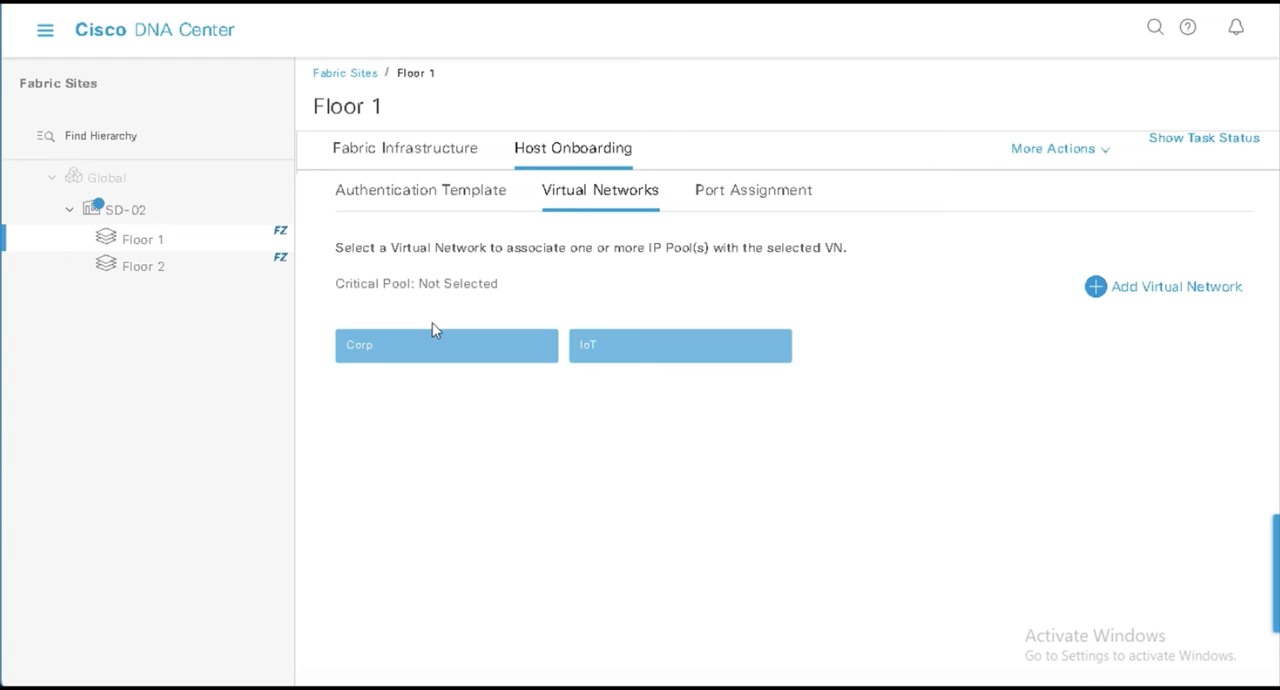 Cisco DNA Center
Fabric Sites
Find Hierarchy
Global
SD-02
Floor 1 FZ
Floor 2 FZ
Fabric Sites / Floor 1
Floor 1
Fabric Infrastructure Host Onboarding More Actions Show Task Status
Authentication Template Virtual Networks Port Assignment
Select a Virtual Network to associate one or more IP Pool(s) with the selected VN.
Critical Pool: Not Selected
Add Virtual Network
Corp IoT
Activate Windows
Go to Settings to activate Windows.